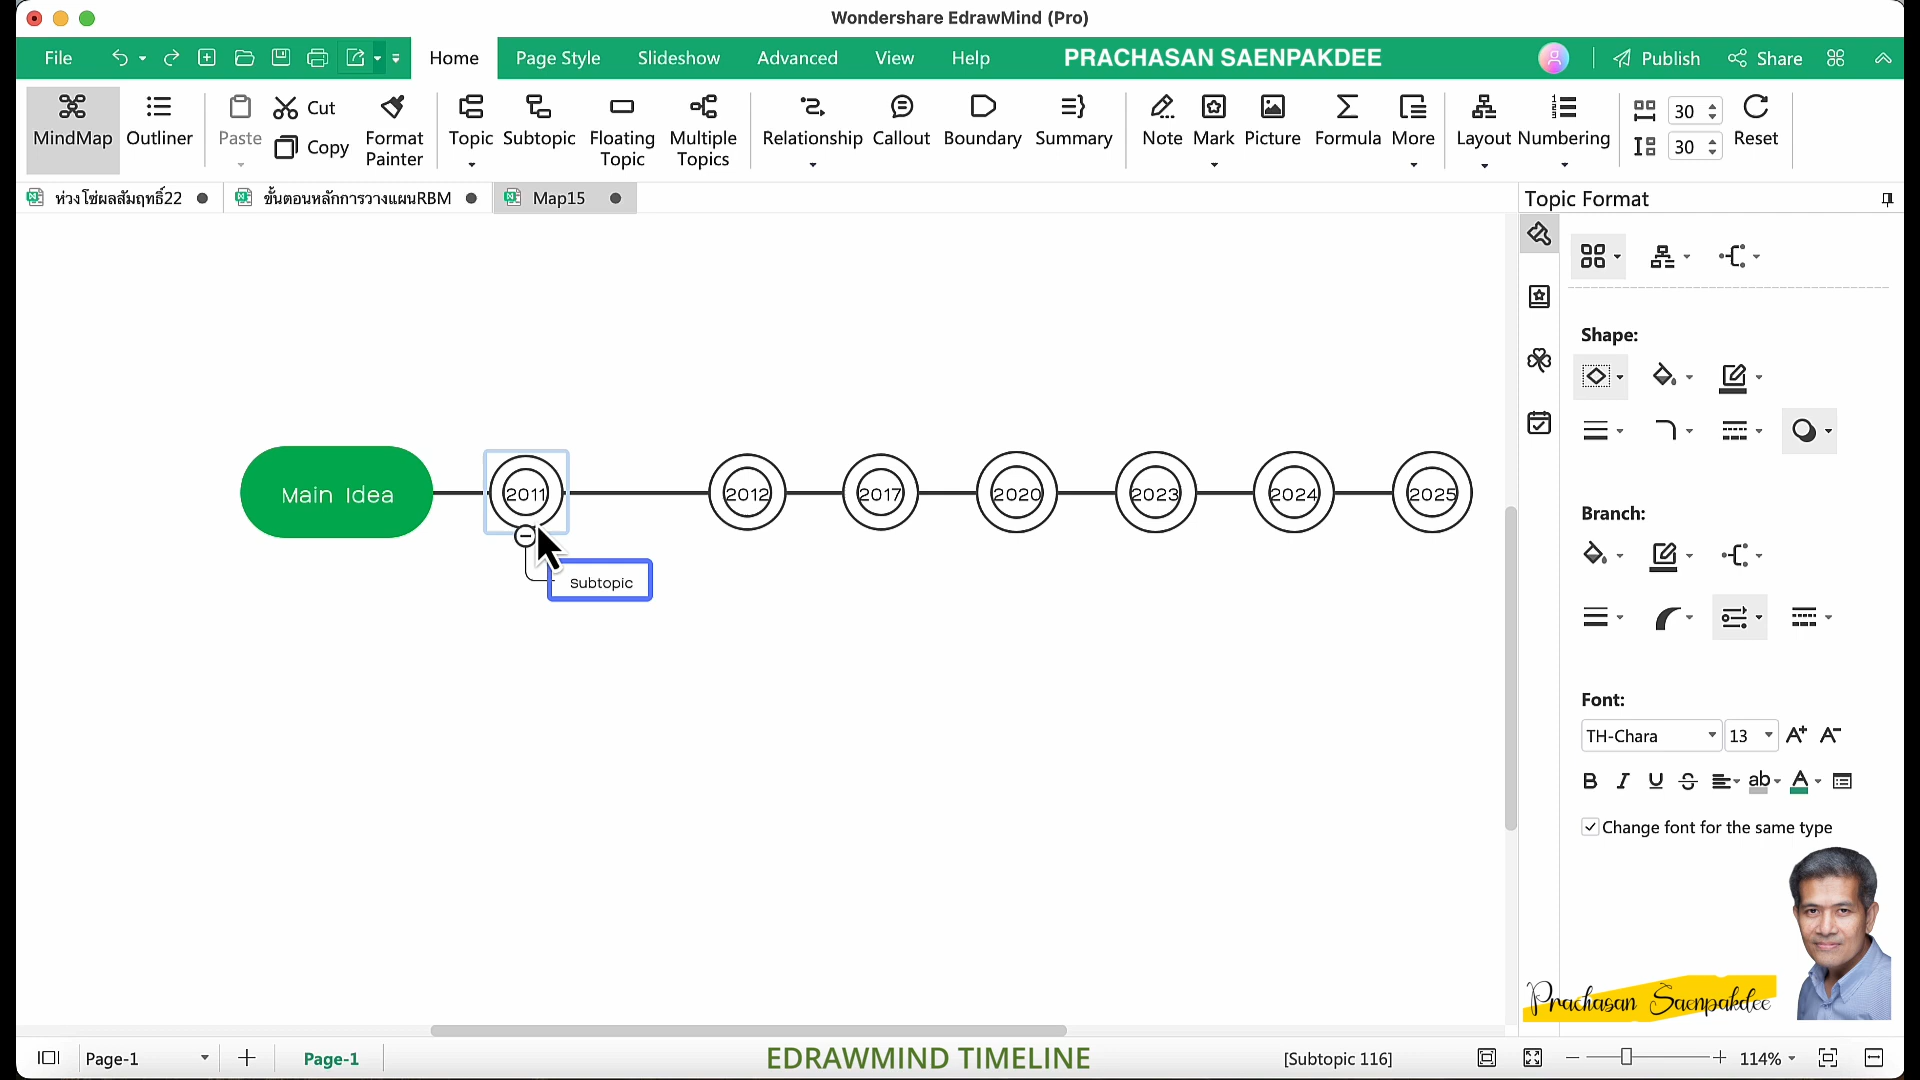 Wondershare EdrawMind (Pro)
File Home Page Style Slideshow Advanced View Help PRACHASAN SAENPAKDEE Publish Share
MindMap Outliner Paste Cut Copy Format Painter Topic Subtopic Floating Topic Multiple Topics Relationship Callout Boundary Summary Note Mark Picture Formula More Layout Numbering 30 30 Reset
ห่วงโซ่ผลสัมฤทธิ์22 ขั้นตอนหลักการวางแผนRBM Map15
Topic Format
Shape:
Main Idea 2011 2012 2017 2020 2023 2024 2025
Subtopic
Branch:
Font:
TH-Chara 13 A+ A-
B I U S ab A
Change font for the same type
Prachasan Saenpakdee
Page-1 Page-1 EDRAWMIND TIMELINE [Subtopic 116] 114%